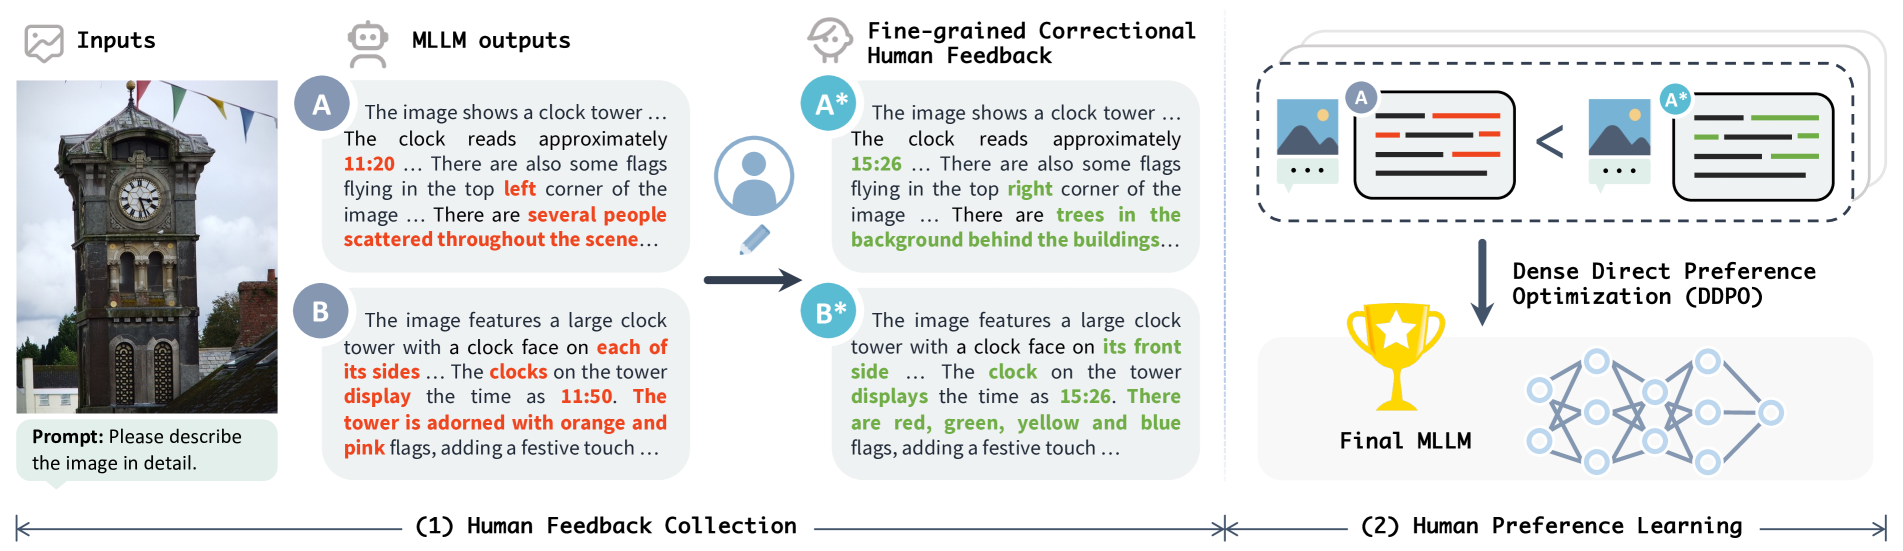 Inputs
MLLM outputs
Fine-grained Correctional
Human Feedback
Prompt: Please describe
the image in detail.
A
The image shows a clock tower …
The clock reads approximately
11:20 … There are also some flags
flying in the top left corner of the
image … There are several people
scattered throughout the scene…
B
The image features a large clock
tower with a clock face on each of
its sides … The clocks on the tower
display the time as 11:50. The
tower is adorned with orange and
pink flags, adding a festive touch …
A*
The image shows a clock tower …
The clock reads approximately
15:26 … There are also some flags
flying in the top right corner of the
image … There are trees in the
background behind the buildings…
B*
The image features a large clock
tower with a clock face on its front
side … The clock on the tower
displays the time as 15:26. There
are red, green, yellow and blue
flags, adding a festive touch …
A
<
A*
Dense Direct Preference
Optimization (DDPO)
Final MLLM
(1) Human Feedback Collection
(2) Human Preference Learning